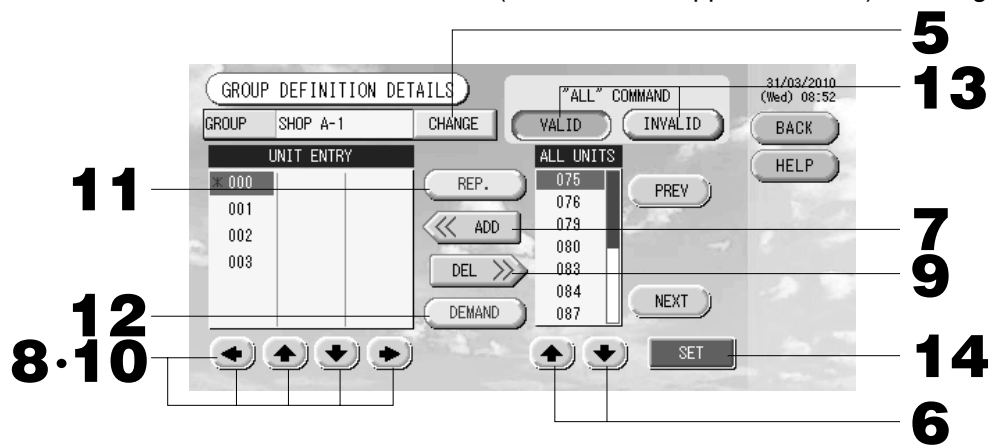 5
GROUP DEFINITION DETAILS
"ALL" COMMAND
31/03/2010
(Wed) 08:52
13
GROUP SHOP A-1 CHANGE
VALID INVALID
BACK
UNIT ENTRY
ALL UNITS
HELP
11
* 000
REP.
075
PREV
001
076
002
ADD
079
7
080
003
DEL
083
9
084
NEXT
12
DEMAND
087
8·10
SET
14
6